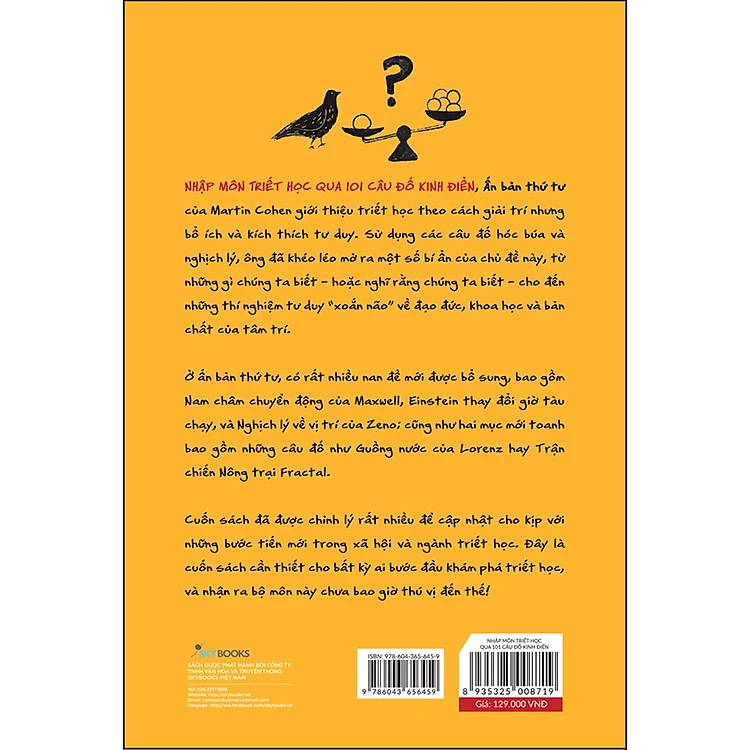 ?
NHẬP MÔN TRIẾT HỌC QUA 101 CÂU ĐỐ KINH ĐIỂN, Ấn bản thứ tư
của Martin Cohen giới thiệu triết học theo cách giải trí nhưng
bổ ích và kích thích tư duy. Sử dụng các câu đố hóc búa và
nghịch lý, ông đã khéo léo mở ra một số bí ẩn của chủ đề này, từ
những gì chúng ta biết – hoặc nghĩ rằng chúng ta biết – cho đến
những thí nghiệm tư duy "xoắn não" về đạo đức, khoa học và bản
chất của tâm trí.
Ở ấn bản thứ tư, có rất nhiều nan đề mới được bổ sung, bao gồm
Nam châm chuyển động của Maxwell, Einstein thay đổi giờ tàu
chạy, và Nghịch lý về vị trí của Zeno; cũng như hai mục mới toanh
bao gồm những câu đố như Guồng nước của Lorenz hay Trận
chiến Nông trại Fractal.
Cuốn sách đã được chỉnh lý rất nhiều để cập nhật cho kịp với
những bước tiến mới trong xã hội và ngành triết học. Đây là
cuốn sách cần thiết cho bất kỳ ai bước đầu khám phá triết học,
và nhận ra bộ môn này chưa bao giờ thú vị đến thế!
SKYBOOKS
SÁCH ĐƯỢC PHÁT HÀNH BỞI CÔNG TY
TNHH VĂN HÓA VÀ TRUYỀN THÔNG
SKYBOOKS VIỆT NAM
ISBN: 978-604-365-645-9
9 786043 656459
NHẬP MÔN TRIẾT HỌC
QUA 101 CÂU ĐỐ KINH ĐIỂN
8 935325 008719
Giá: 129.000 VNĐ